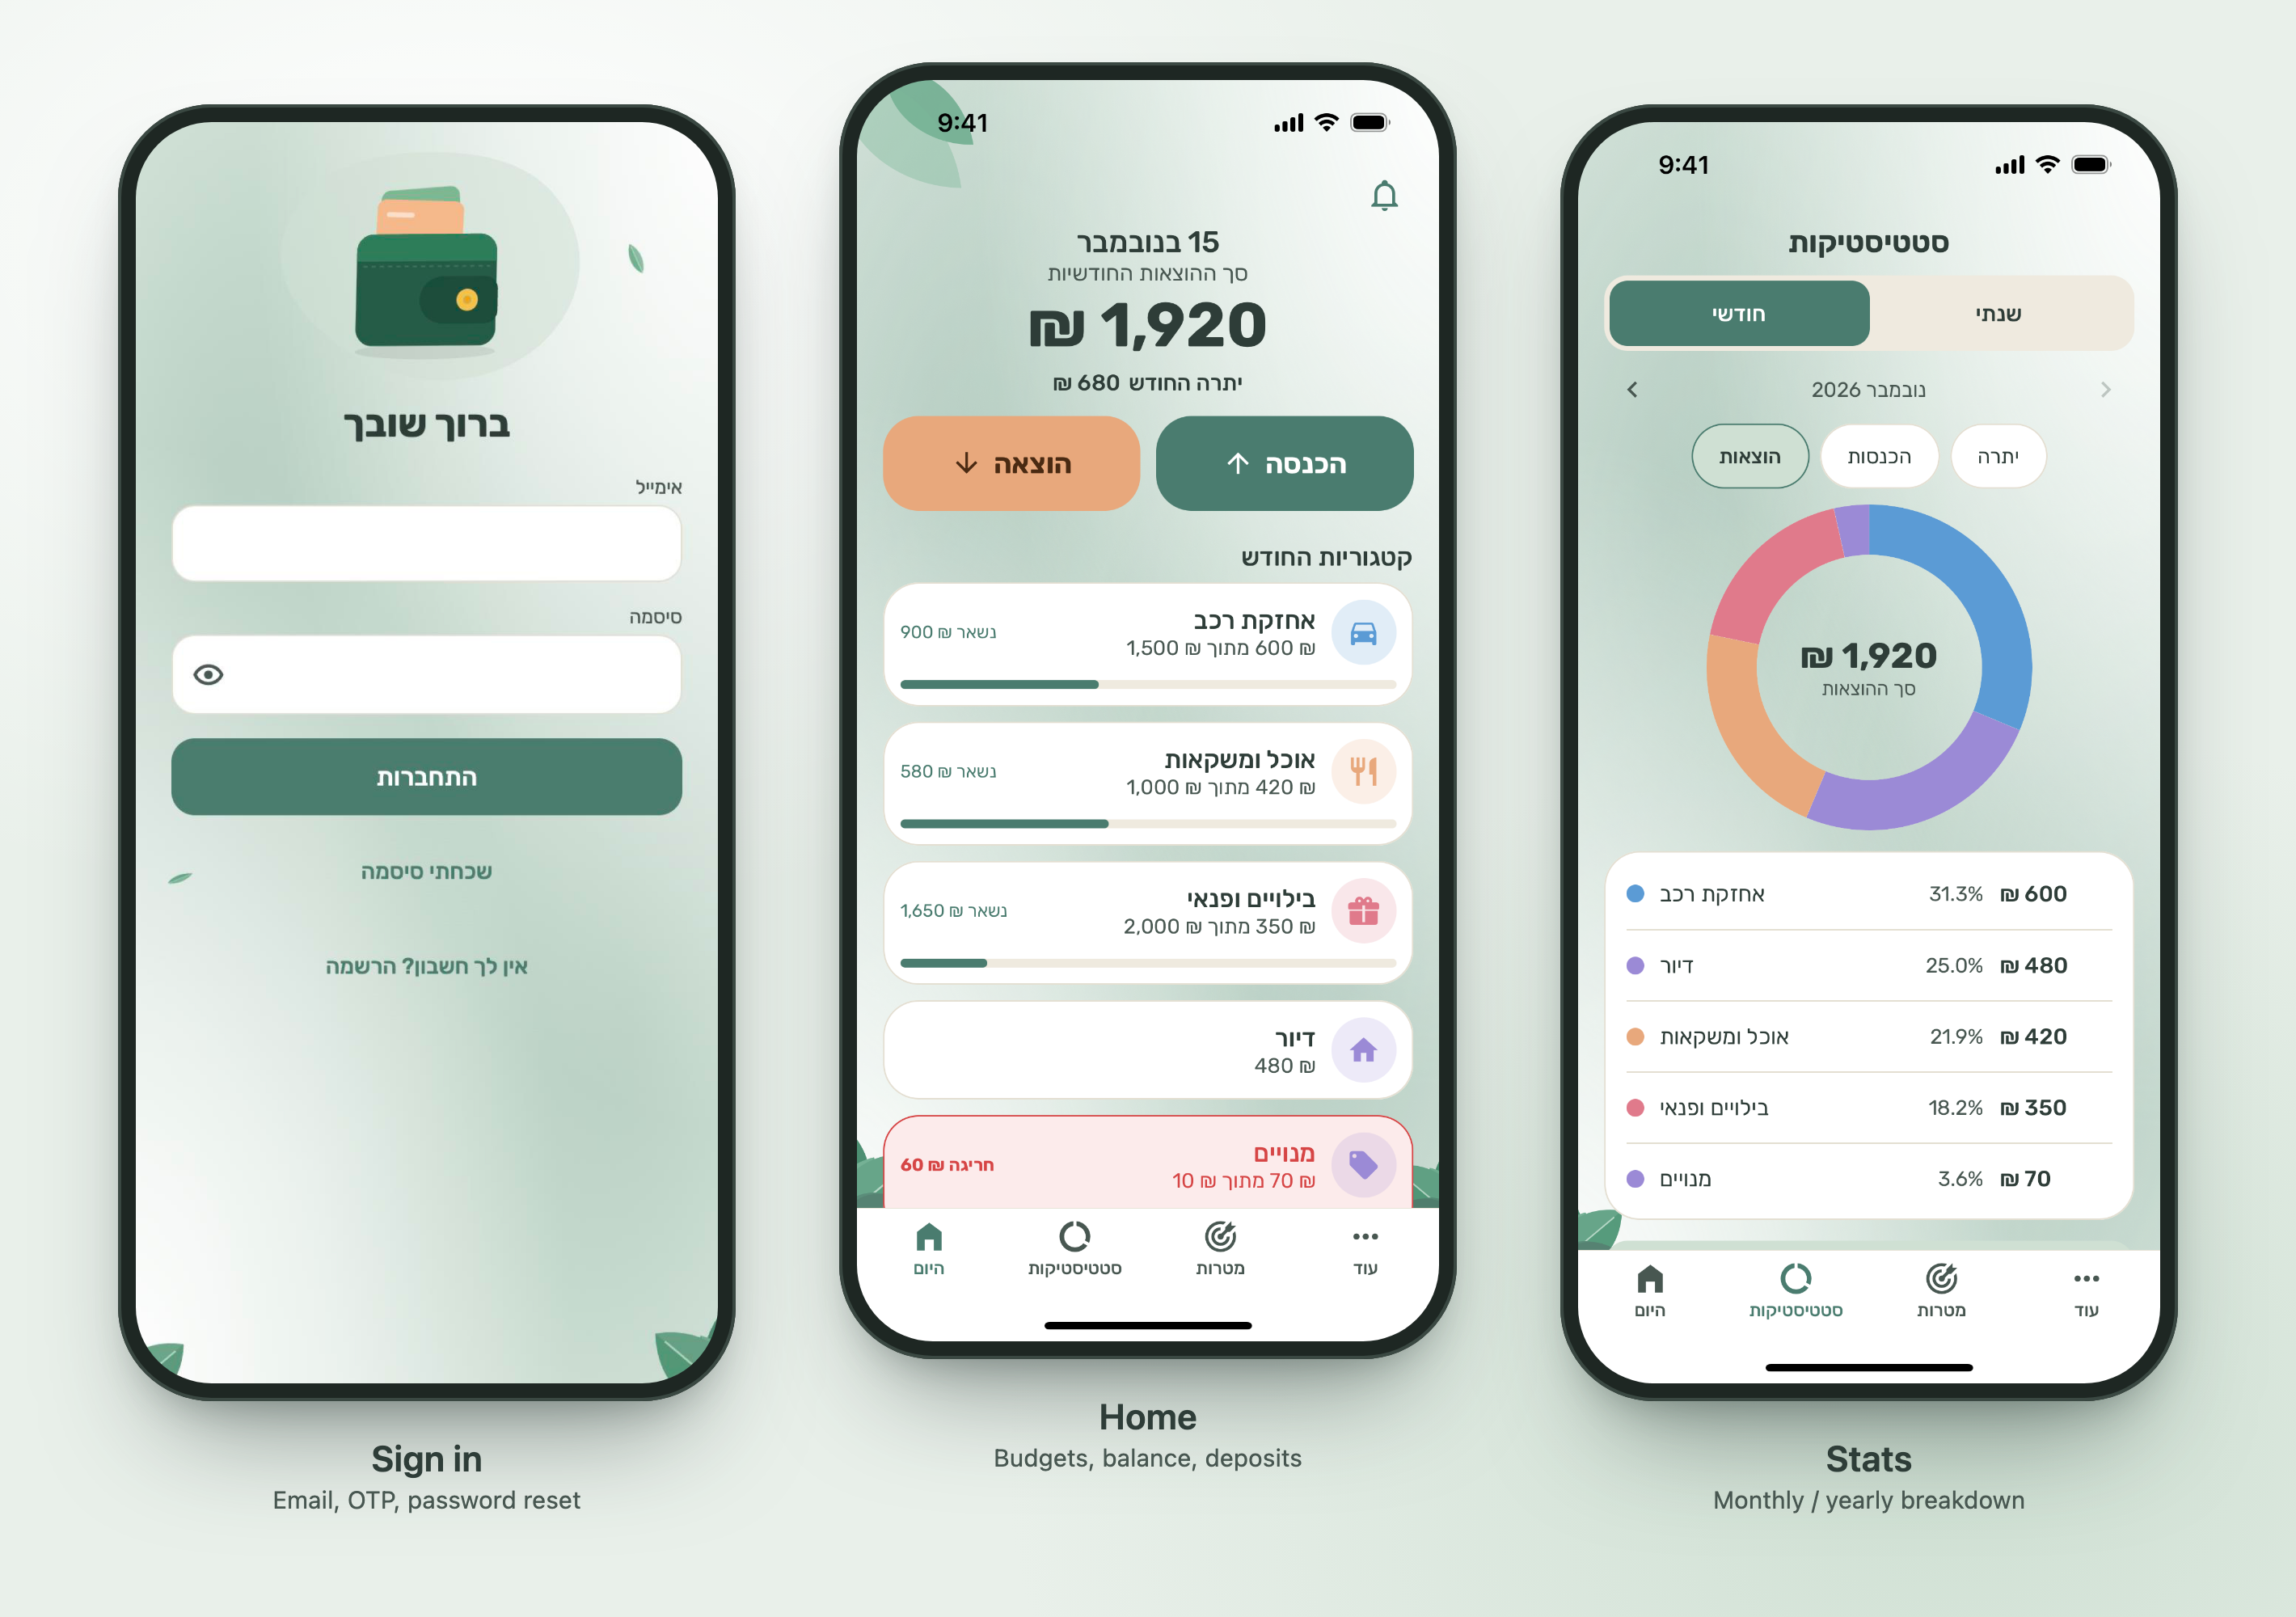 ברוך שובך
אימייל
סיסמה
התחברות
שכחתי סיסמה
אין לך חשבון? הרשמה
Sign in
Email, OTP, password reset
9:41
15 בנובמבר
סך ההוצאות החודשיות
1,920 ₪
יתרה החודש 680 ₪
הכנסה
הוצאה
קטגוריות החודש
אחזקת רכב
₪ 600 מתוך ₪ 1,500
נשאר ₪ 900
אוכל ומשקאות
₪ 420 מתוך ₪ 1,000
נשאר ₪ 580
בילויים ופנאי
₪ 350 מתוך ₪ 2,000
נשאר ₪ 1,650
דיור
₪ 480
מנויים
₪ 70 מתוך ₪ 10
חריגה ₪ 60
היום
סטטיסטיקות
מטרות
עוד
Home
Budgets, balance, deposits
9:41
סטטיסטיקות
חודשי
שנתי
נובמבר 2026
הוצאות
הכנסות
יתרה
1,920 ₪
סך ההוצאות
אחזקת רכב 31.3% 600 ₪
דיור 25.0% 480 ₪
אוכל ומשקאות 21.9% 420 ₪
בילויים ופנאי 18.2% 350 ₪
מנויים 3.6% 70 ₪
היום
סטטיסטיקות
מטרות
עוד
Stats
Monthly / yearly breakdown